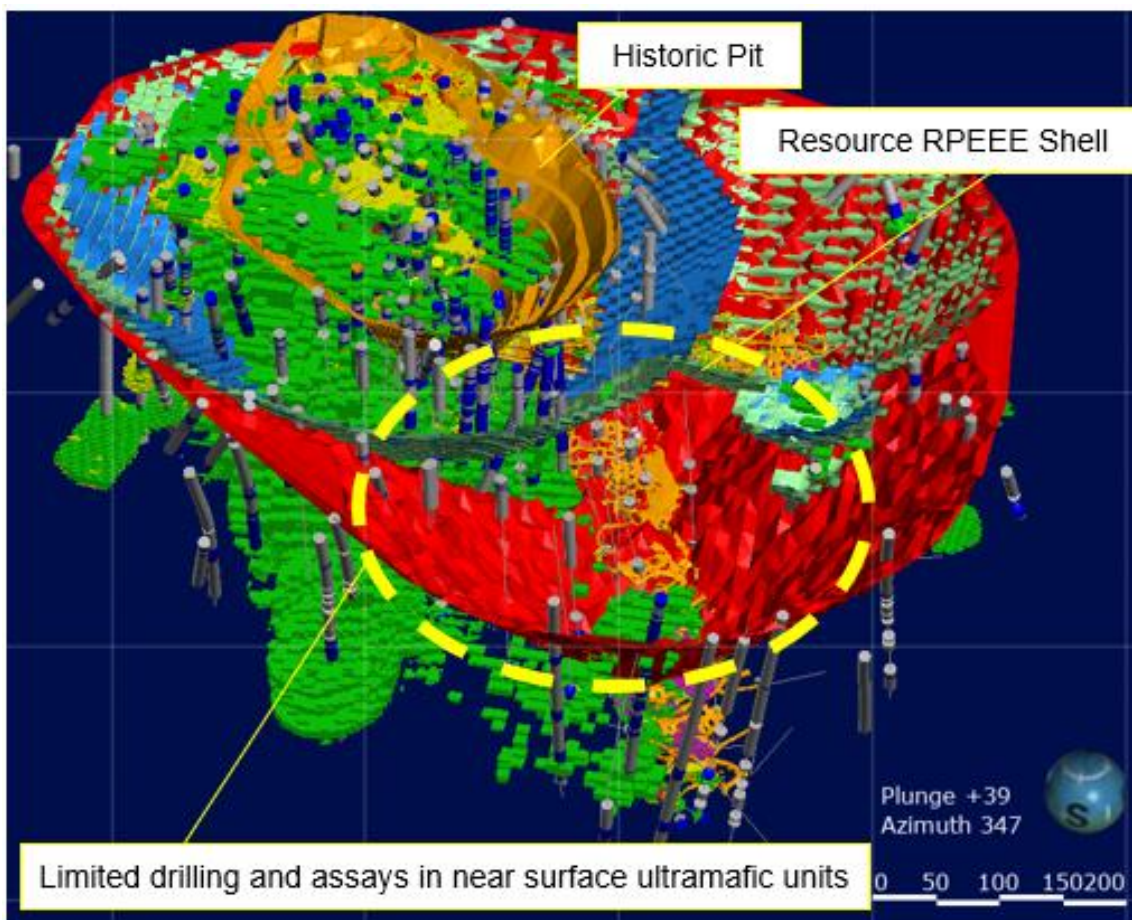 Historic Pit
Resource RPEEE Shell
Plunge +39
Azimuth 347
S
Limited drilling and assays in near surface ultramafic units
0 50 100 150200